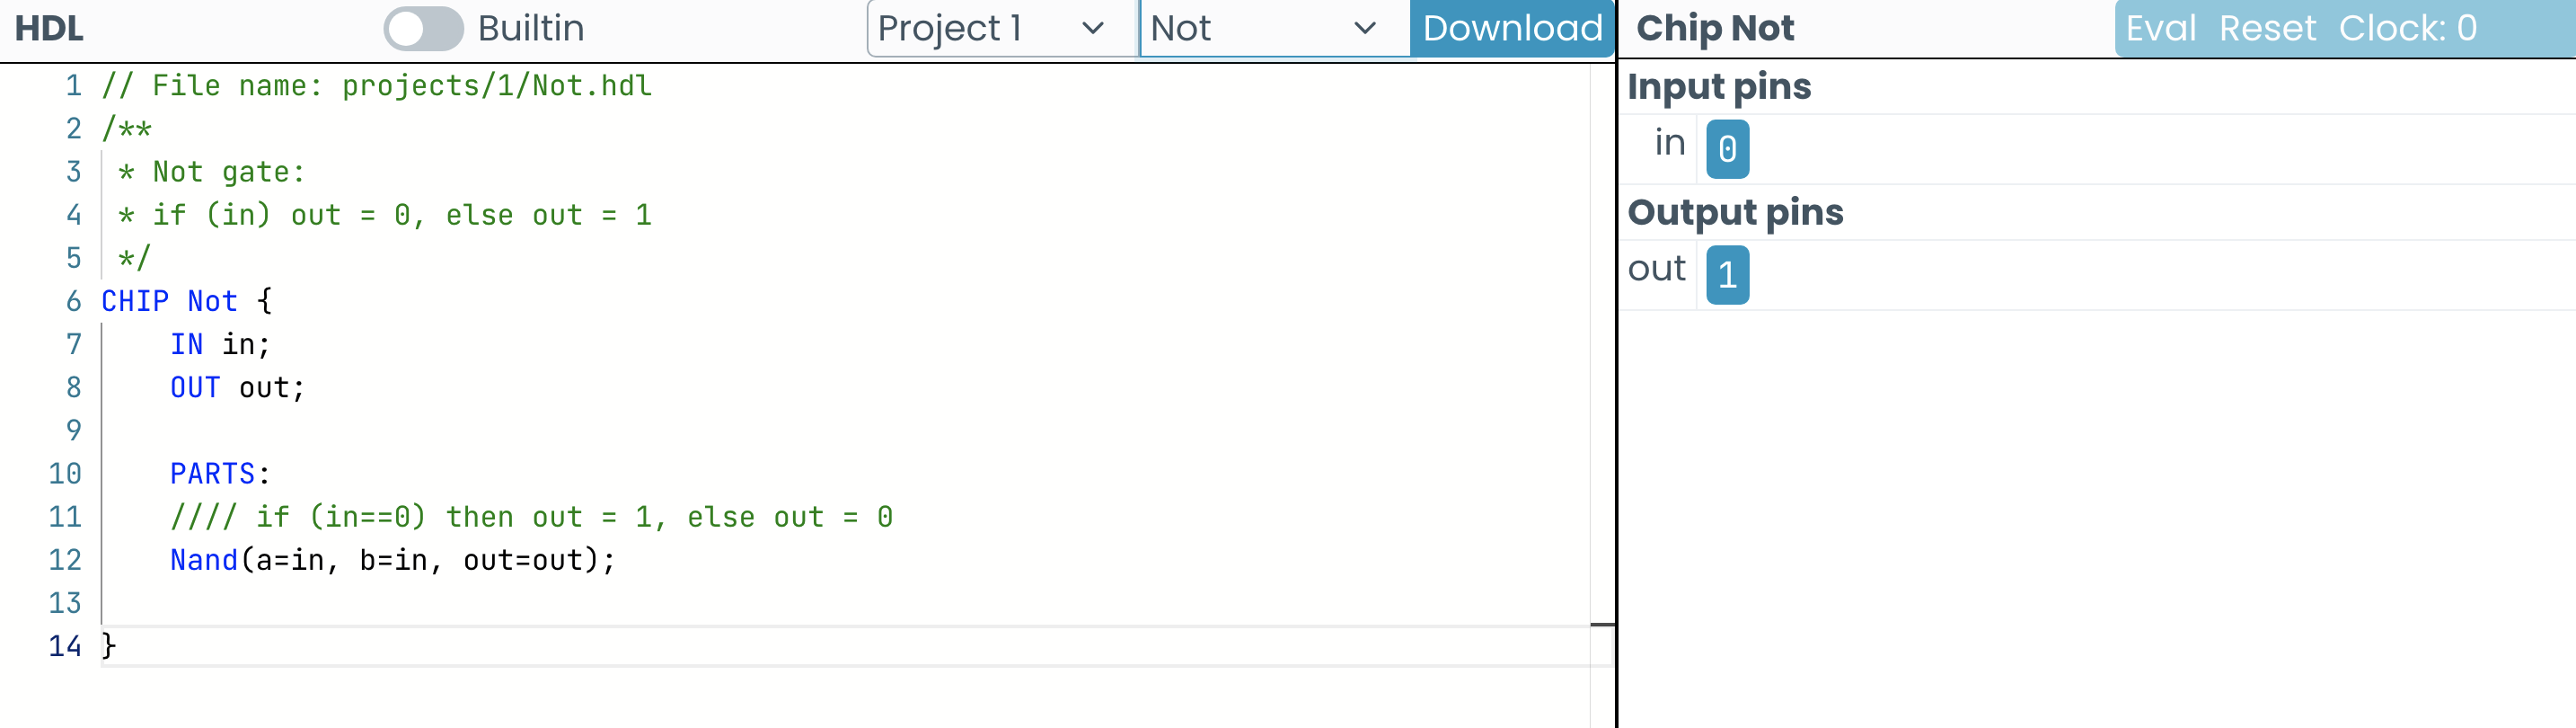 HDL Builtin Project 1 Not Download
1 // File name: projects/1/Not.hdl
2 /**
3 * Not gate:
4 * if (in) out = 0, else out = 1
5 */
6 CHIP Not {
7 IN in;
8 OUT out;
9
10 PARTS:
11 //// if (in==0) then out = 1, else out = 0
12 Nand(a=in, b=in, out=out);
13
14 }
Chip Not Eval Reset Clock: 0
Input pins
in 0
Output pins
out 1